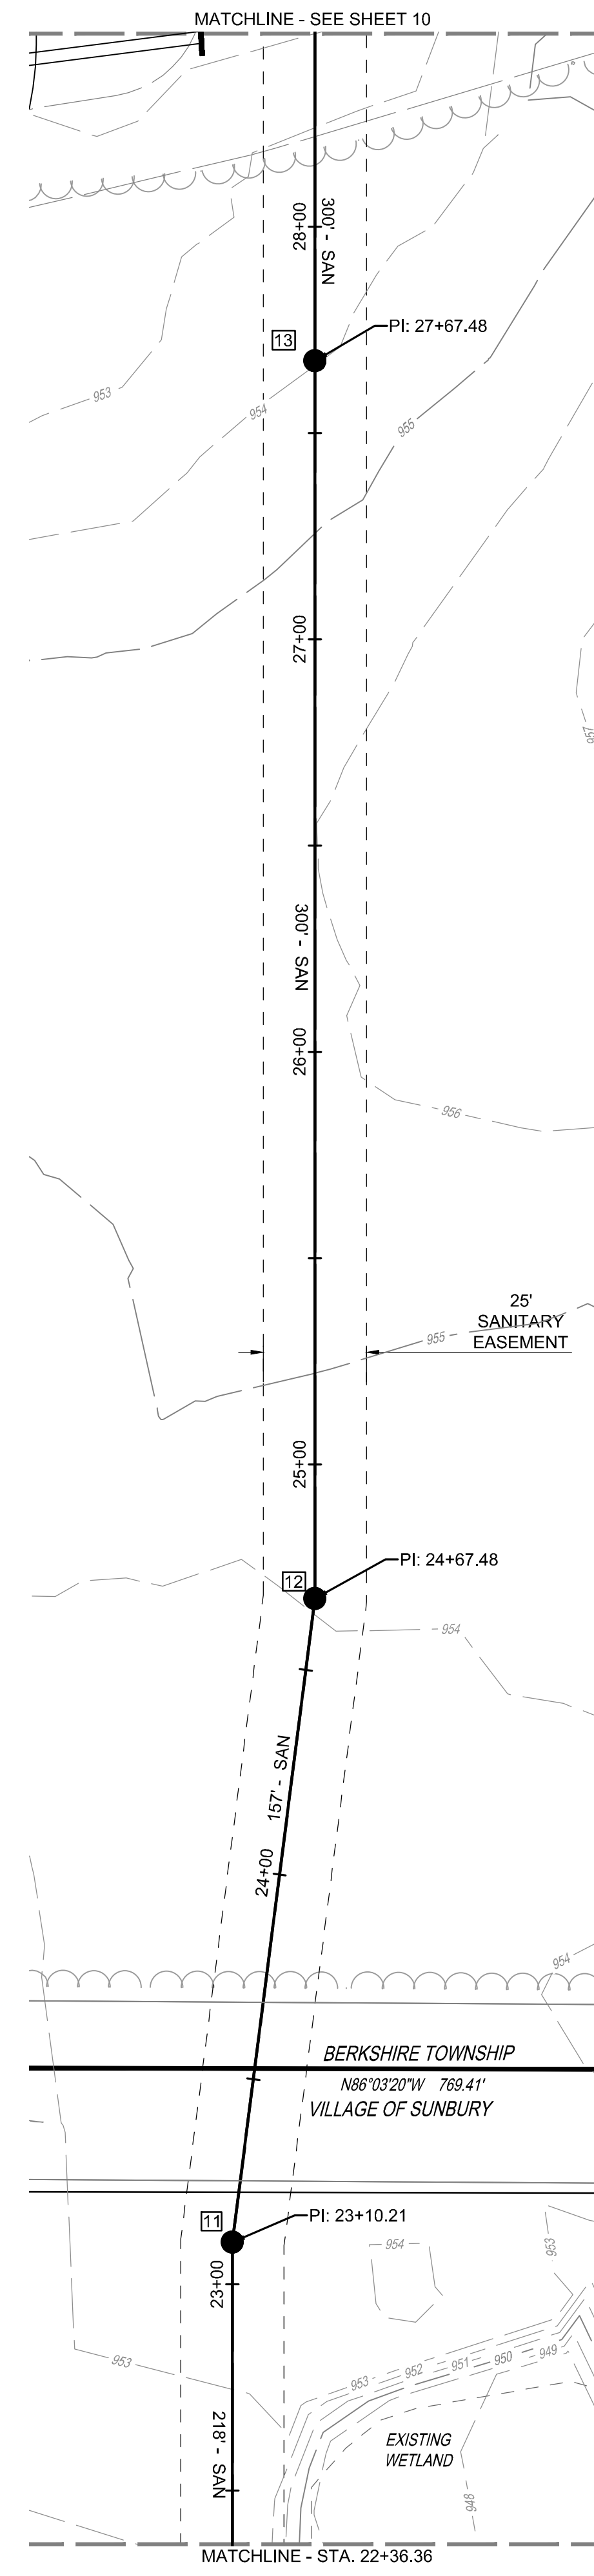 MATCHLINE - SEE SHEET 10
28+00
300' - SAN
13
PI: 27+67.48
953
954
955
27+00
957
300' - SAN
26+00
956
25'
SANITARY
EASEMENT
955
25+00
PI: 24+67.48
12
954
157' - SAN
24+00
954
BERKSHIRE TOWNSHIP
N86°03'20"W 769.41'
VILLAGE OF SUNBURY
11
PI: 23+10.21
954
953
23+00
953
953
952
951
950
949
218' - SAN
EXISTING
WETLAND
948
MATCHLINE - STA. 22+36.36